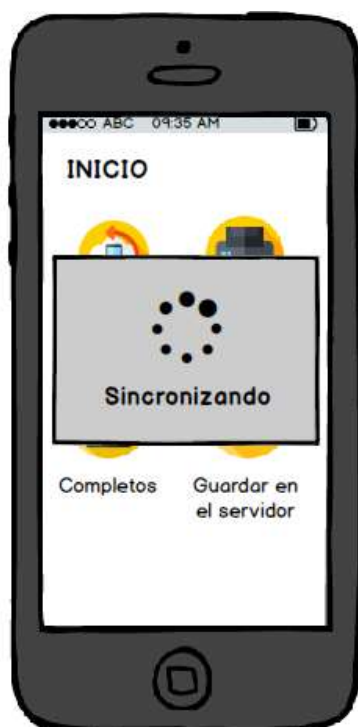 ABC 09:35 AM
INICIO
Sincronizando
Completos Guardar en
el servidor